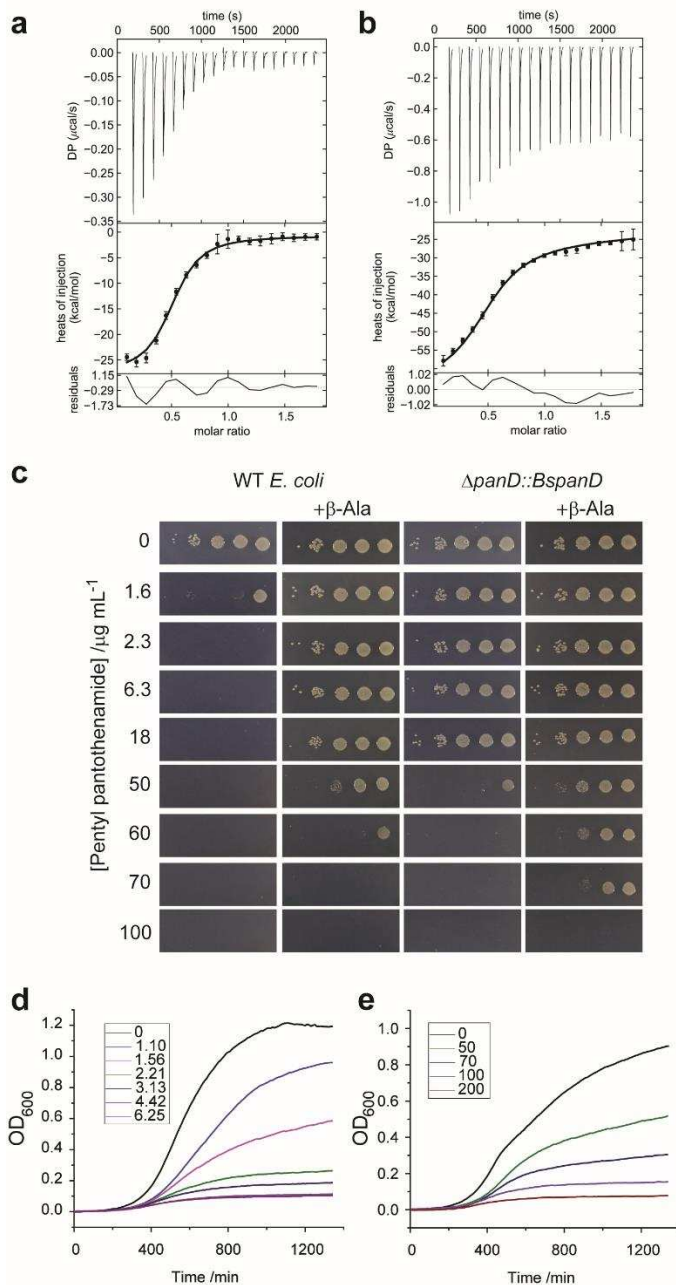 a
time (s)
0 500 1000 1500 2000
0.00
−0.05
−0.10
−0.15
−0.20
−0.25
−0.30
−0.35
DP (μcal/s)
0
−5
−10
−15
−20
−25
heats of injection
(kcal/mol)
1.15
−0.29
−1.73
residuals
0.5 1.0 1.5
molar ratio
b
time (s)
0 500 1000 1500 2000
0.0
−0.2
−0.4
−0.6
−0.8
−1.0
DP (μcal/s)
−25
−30
−35
−40
−45
−50
−55
heats of injection
(kcal/mol)
1.02
0.00
−1.02
residuals
0.5 1.0 1.5
molar ratio
c
WT E. coli ΔpanD::BspanD
+β-Ala +β-Ala
[Pentyl pantothenamide] /μg mL⁻¹
0
1.6
2.3
6.3
18
50
60
70
100
d
OD600
1.2
1.0
0.8
0.6
0.4
0.2
0.0
0
1.10
1.56
2.21
3.13
4.42
6.25
0 400 800 1200
Time /min
e
OD600
1.0
0.8
0.6
0.4
0.2
0.0
0
50
70
100
200
0 400 800 1200
Time /min